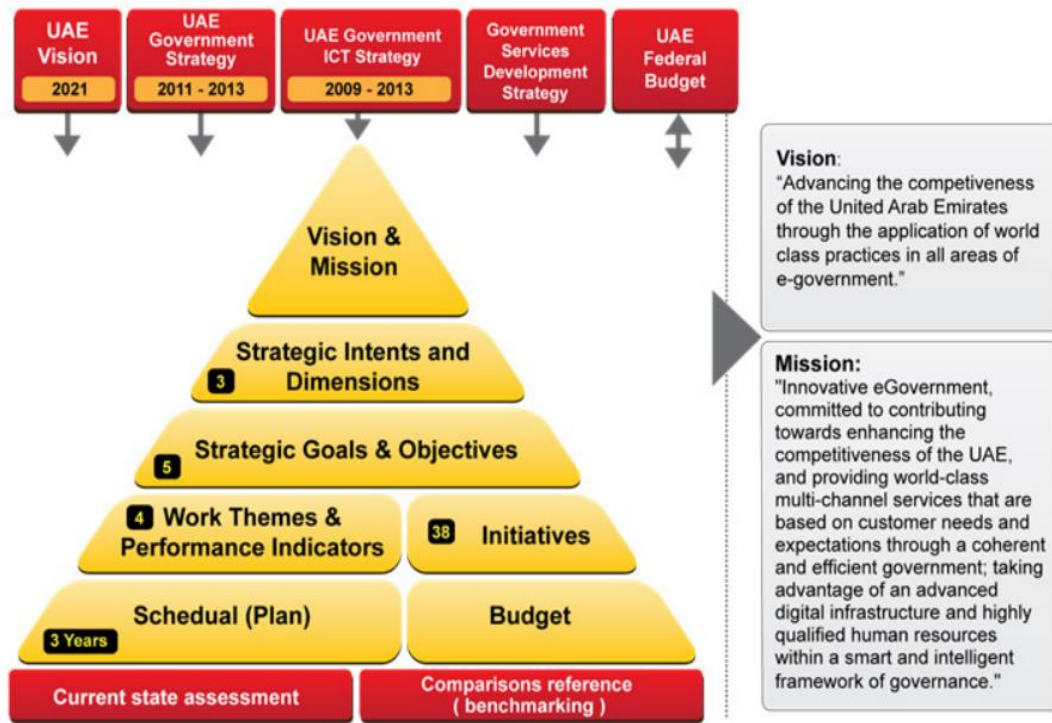 UAE
Vision
2021
UAE
Government
Strategy
2011 - 2013
UAE Government
ICT Strategy
2009 - 2013
Government
Services
Development
Strategy
UAE
Federal
Budget
Vision &
Mission
Strategic Intents and
Dimensions
3
Strategic Goals & Objectives
5
4 Work Themes &
Performance Indicators
38 Initiatives
Schedual (Plan)
3 Years
Budget
Current state assessment
Comparisons reference
( benchmarking )
Vision:
“Advancing the competiveness
of the United Arab Emirates
through the application of world
class practices in all areas of
e-government.”
Mission:
"Innovative eGovernment,
committed to contributing
towards enhancing the
competitiveness of the UAE,
and providing world-class
multi-channel services that are
based on customer needs and
expectations through a coherent
and efficient government; taking
advantage of an advanced
digital infrastructure and highly
qualified human resources
within a smart and intelligent
framework of governance."